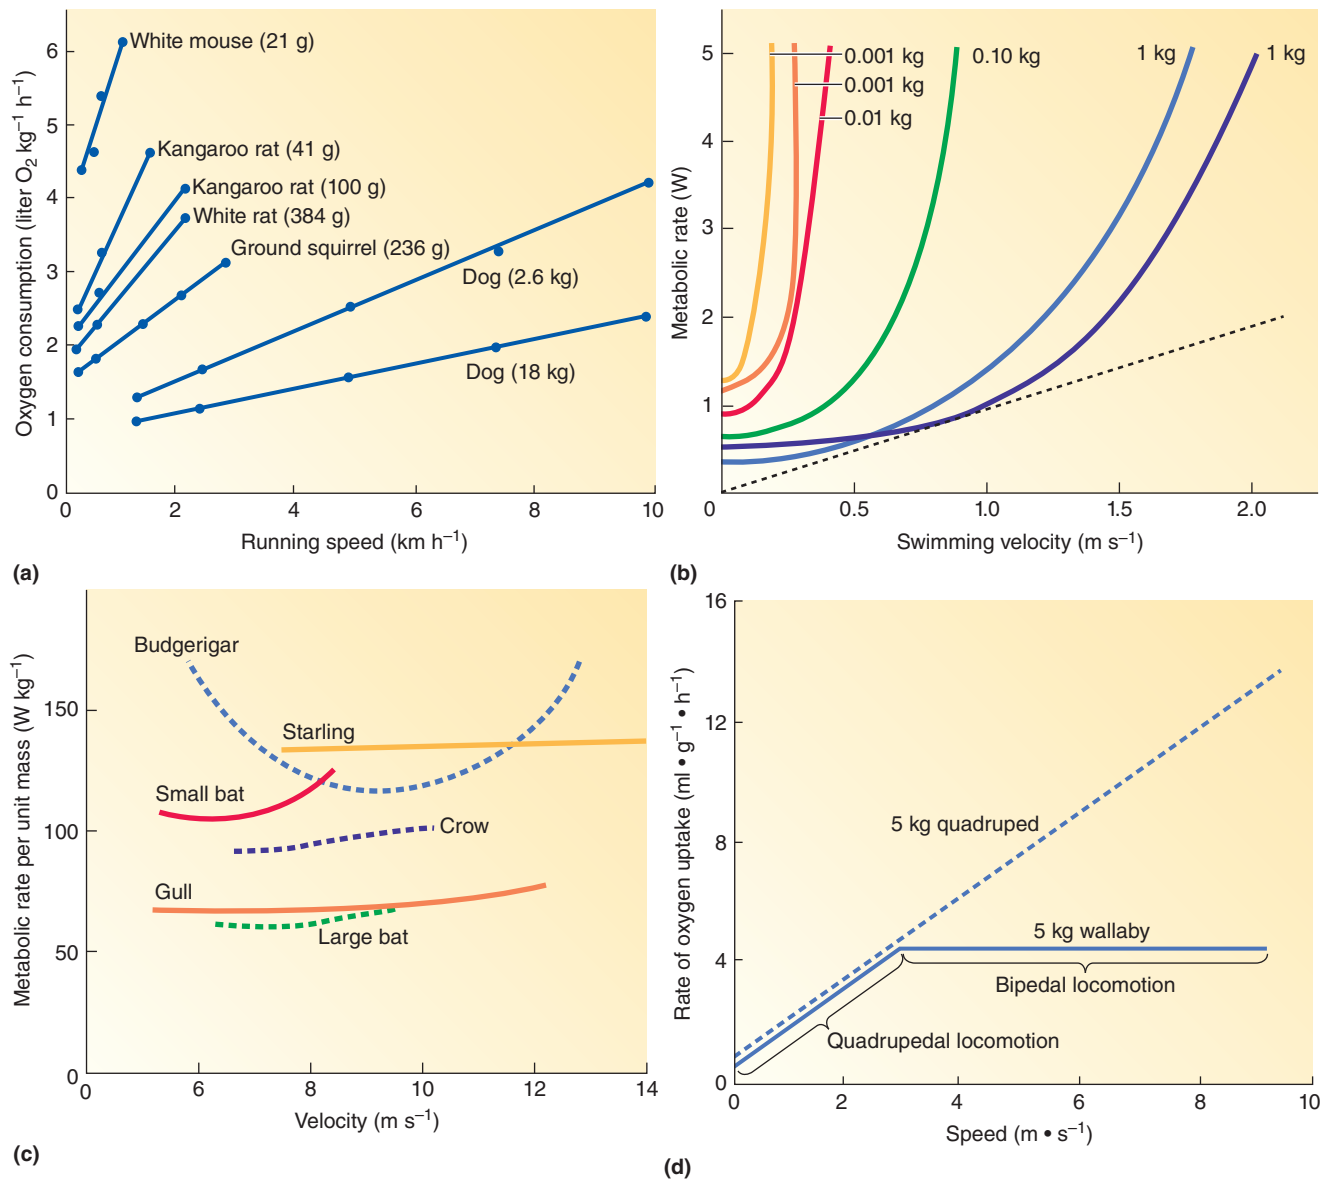 Oxygen consumption (liter O₂ kg⁻¹ h⁻¹)
6
5
4
3
2
1
0
White mouse (21 g)
Kangaroo rat (41 g)
Kangaroo rat (100 g)
White rat (384 g)
Ground squirrel (236 g)
Dog (2.6 kg)
Dog (18 kg)
0 2 4 6 8 10
Running speed (km h⁻¹)
(a)
Metabolic rate (W)
5
4
3
2
1
0.001 kg
0.001 kg
0.01 kg
0.10 kg
1 kg
1 kg
0 0.5 1.0 1.5 2.0
Swimming velocity (m s⁻¹)
(b)
Metabolic rate per unit mass (W kg⁻¹)
150
100
50
0
Budgerigar
Starling
Small bat
Crow
Gull
Large bat
0 6 8 10 12 14
Velocity (m s⁻¹)
(c)
Rate of oxygen uptake (ml • g⁻¹ • h⁻¹)
16
12
8
4
0
5 kg quadruped
5 kg wallaby
Bipedal locomotion
Quadrupedal locomotion
0 2 4 6 8 10
Speed (m • s⁻¹)
(d)